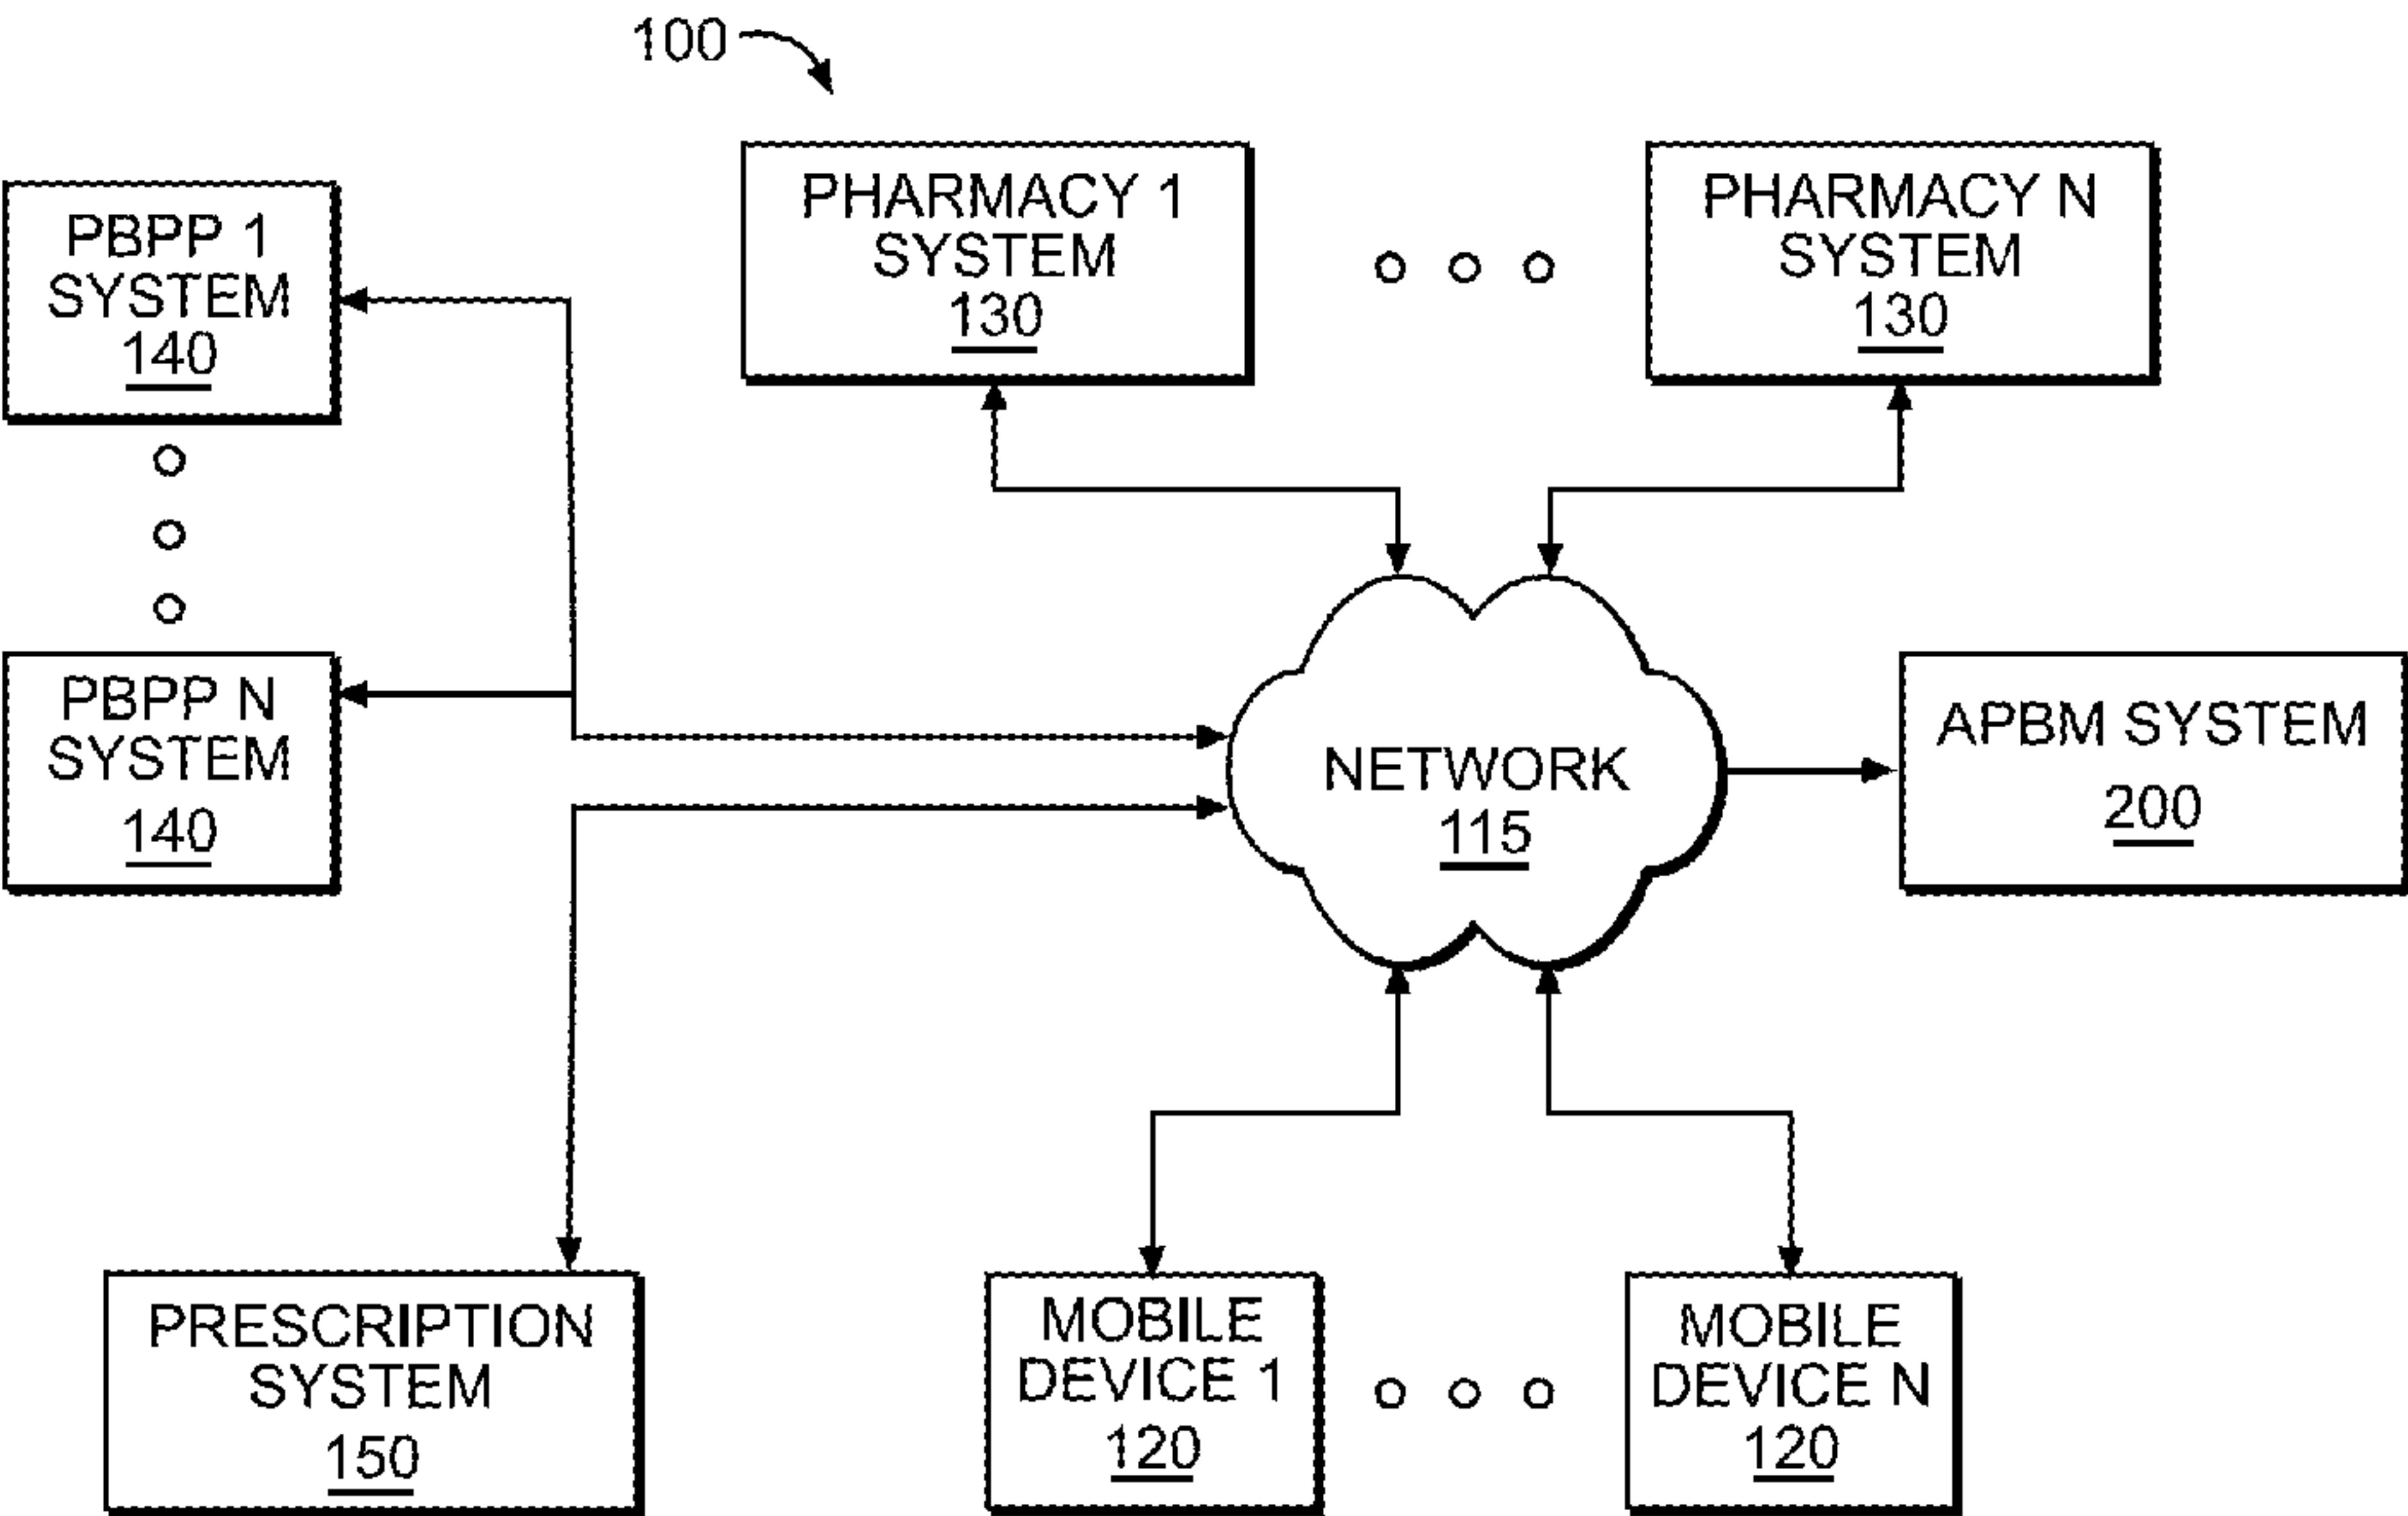 100
PHARMACY 1
SYSTEM
130
PHARMACY N
SYSTEM
130
PBPP 1
SYSTEM
140
PBPP N
SYSTEM
140
NETWORK
115
APBM SYSTEM
200
PRESCRIPTION
SYSTEM
150
MOBILE
DEVICE 1
120
MOBILE
DEVICE N
120